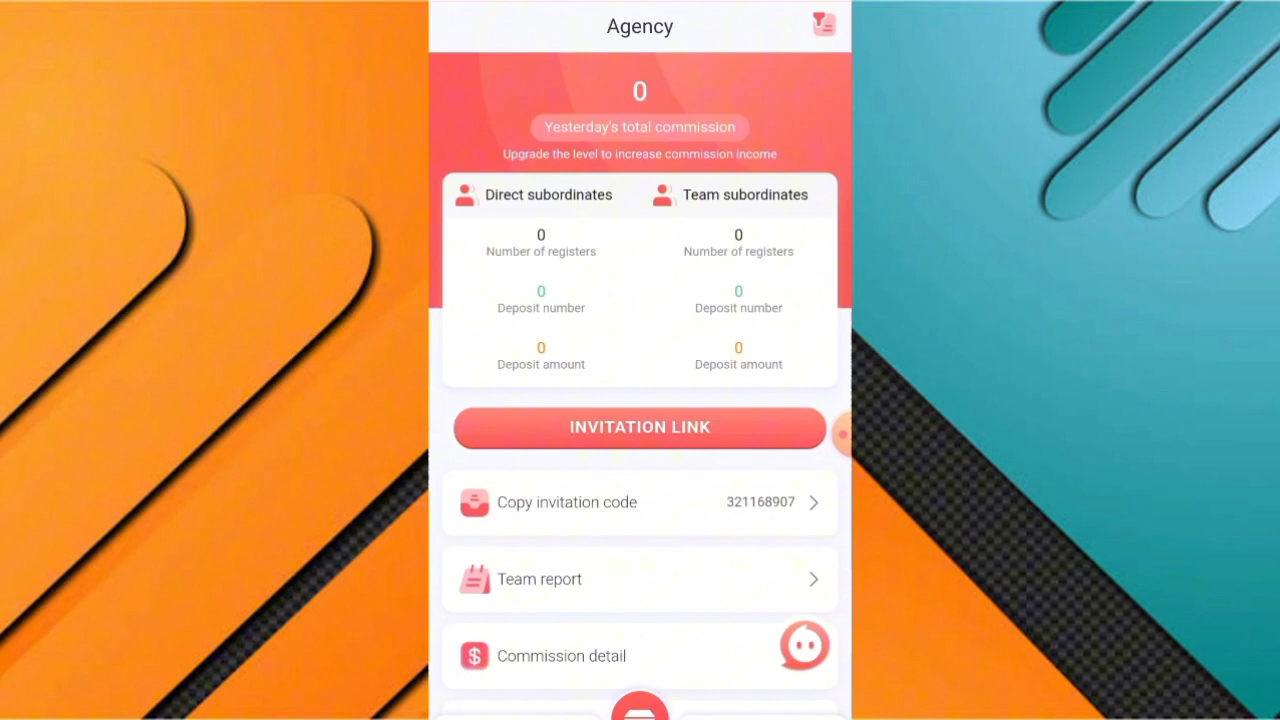 Agency
0
Yesterday's total commission
Upgrade the level to increase commission income
Direct subordinates
Team subordinates
0
Number of registers
0
Number of registers
0
Deposit number
0
Deposit number
0
Deposit amount
0
Deposit amount
INVITATION LINK
Copy invitation code
321168907
Team report
$
Commission detail